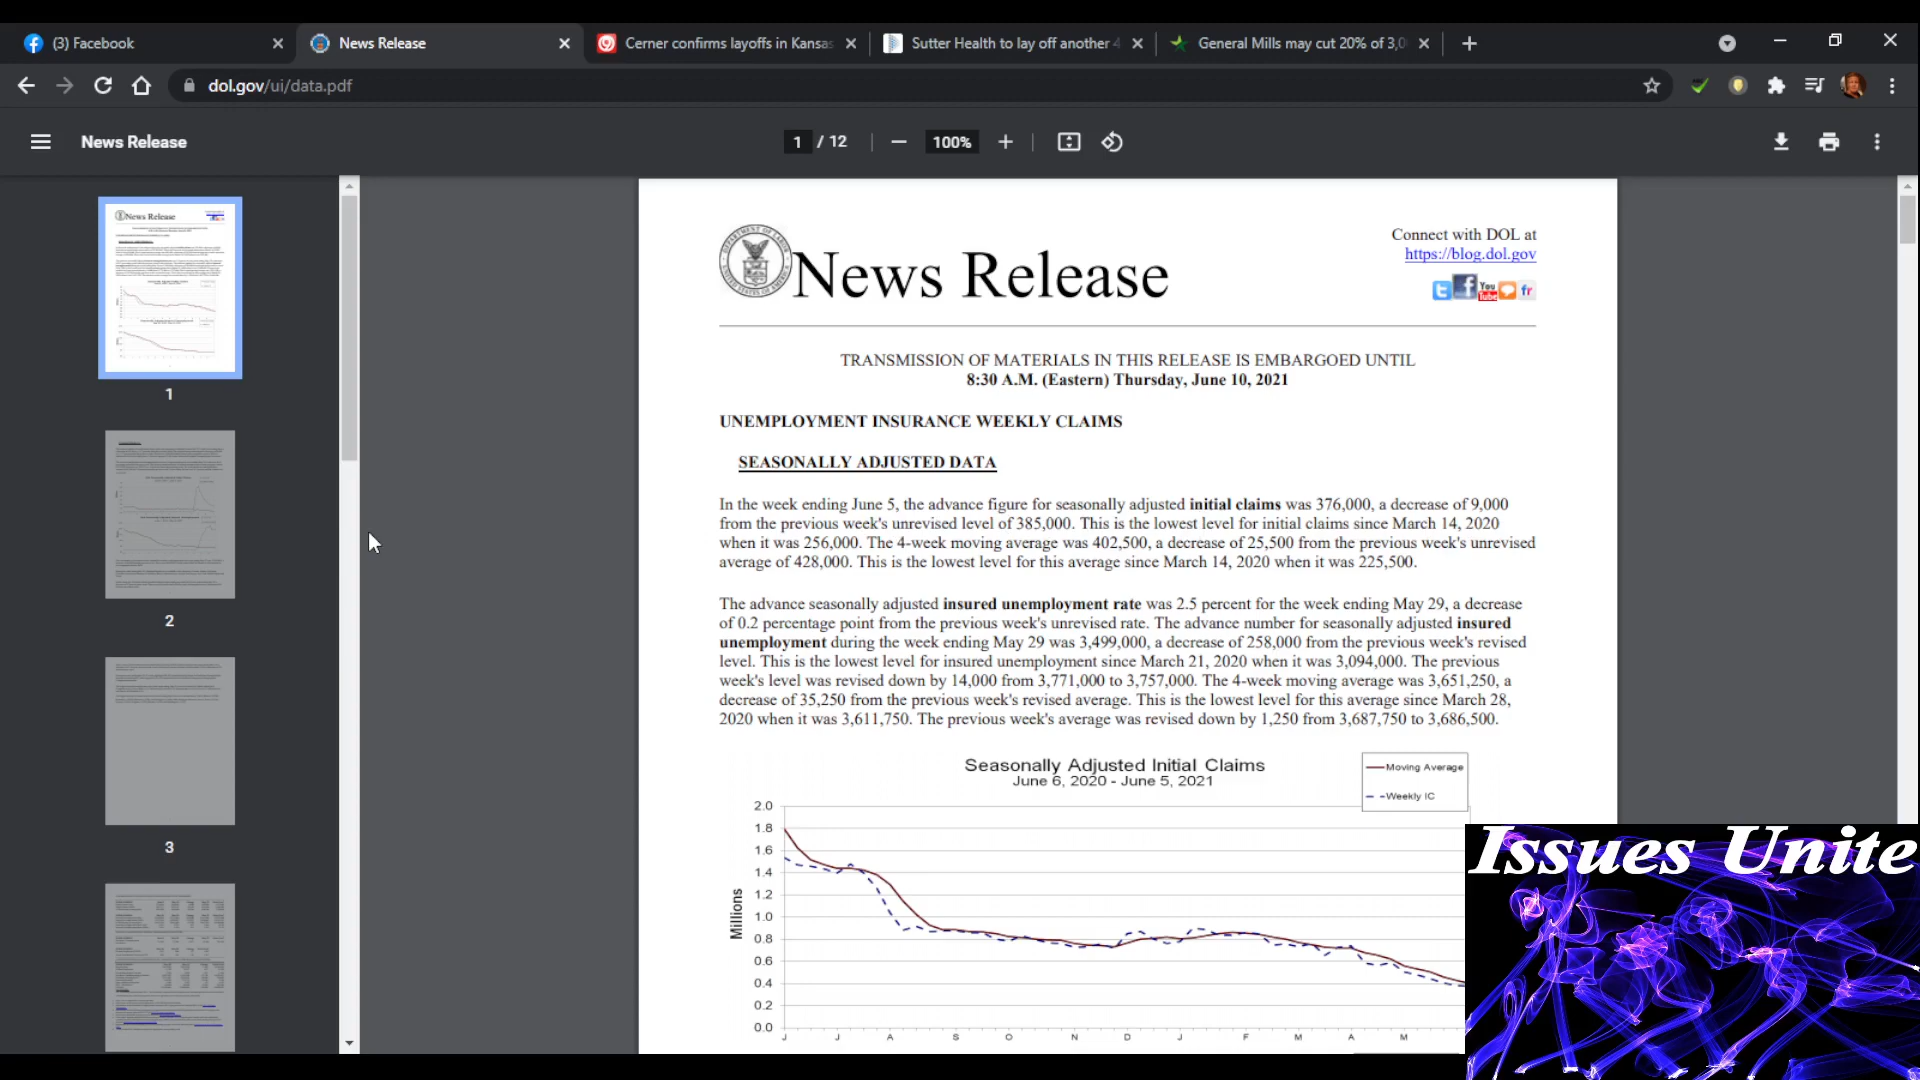 (3) Facebook
News Release
Cerner confirms layoffs in Kansas
Sutter Health to lay off another 4
General Mills may cut 20% of 3,0
dol.gov/ui/data.pdf
News Release
1 / 12
100%
1
2
3
News Release
News Release
Connect with DOL at
https://blog.dol.gov
You
Tube
fr
TRANSMISSION OF MATERIALS IN THIS RELEASE IS EMBARGOED UNTIL
8:30 A.M. (Eastern) Thursday, June 10, 2021
UNEMPLOYMENT INSURANCE WEEKLY CLAIMS
SEASONALLY ADJUSTED DATA
In the week ending June 5, the advance figure for seasonally adjusted initial claims was 376,000, a decrease of 9,000
from the previous week's unrevised level of 385,000. This is the lowest level for initial claims since March 14, 2020
when it was 256,000. The 4-week moving average was 402,500, a decrease of 25,500 from the previous week's unrevised
average of 428,000. This is the lowest level for this average since March 14, 2020 when it was 225,500.
The advance seasonally adjusted insured unemployment rate was 2.5 percent for the week ending May 29, a decrease
of 0.2 percentage point from the previous week's unrevised rate. The advance number for seasonally adjusted insured
unemployment during the week ending May 29 was 3,499,000, a decrease of 258,000 from the previous week's revised
level. This is the lowest level for insured unemployment since March 21, 2020 when it was 3,094,000. The previous
week's level was revised down by 14,000 from 3,771,000 to 3,757,000. The 4-week moving average was 3,651,250, a
decrease of 35,250 from the previous week's revised average. This is the lowest level for this average since March 28,
2020 when it was 3,611,750. The previous week's average was revised down by 1,250 from 3,687,750 to 3,686,500.
Seasonally Adjusted Initial Claims
June 6, 2020 - June 5, 2021
Moving Average
Weekly IC
Millions
2.0
1.8
1.6
1.4
1.2
1.0
0.8
0.6
0.4
0.2
0.0
J J A S O N D J F M A M
Issues Unite